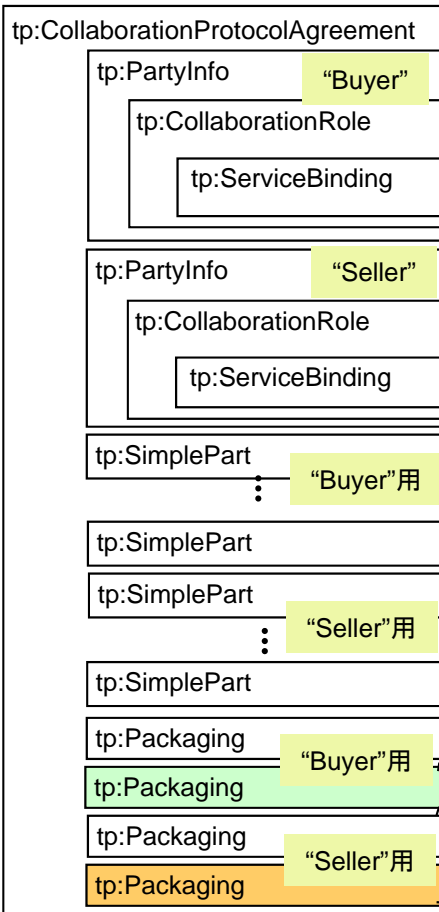 tp:CollaborationProtocolAgreement
tp:PartyInfo
“Buyer”
tp:CollaborationRole
tp:ServiceBinding
tp:PartyInfo
“Seller”
tp:CollaborationRole
tp:ServiceBinding
tp:SimplePart
“Buyer”用
tp:SimplePart
tp:SimplePart
“Seller”用
tp:SimplePart
tp:Packaging
“Buyer”用
tp:Packaging
tp:Packaging
“Seller”用
tp:Packaging